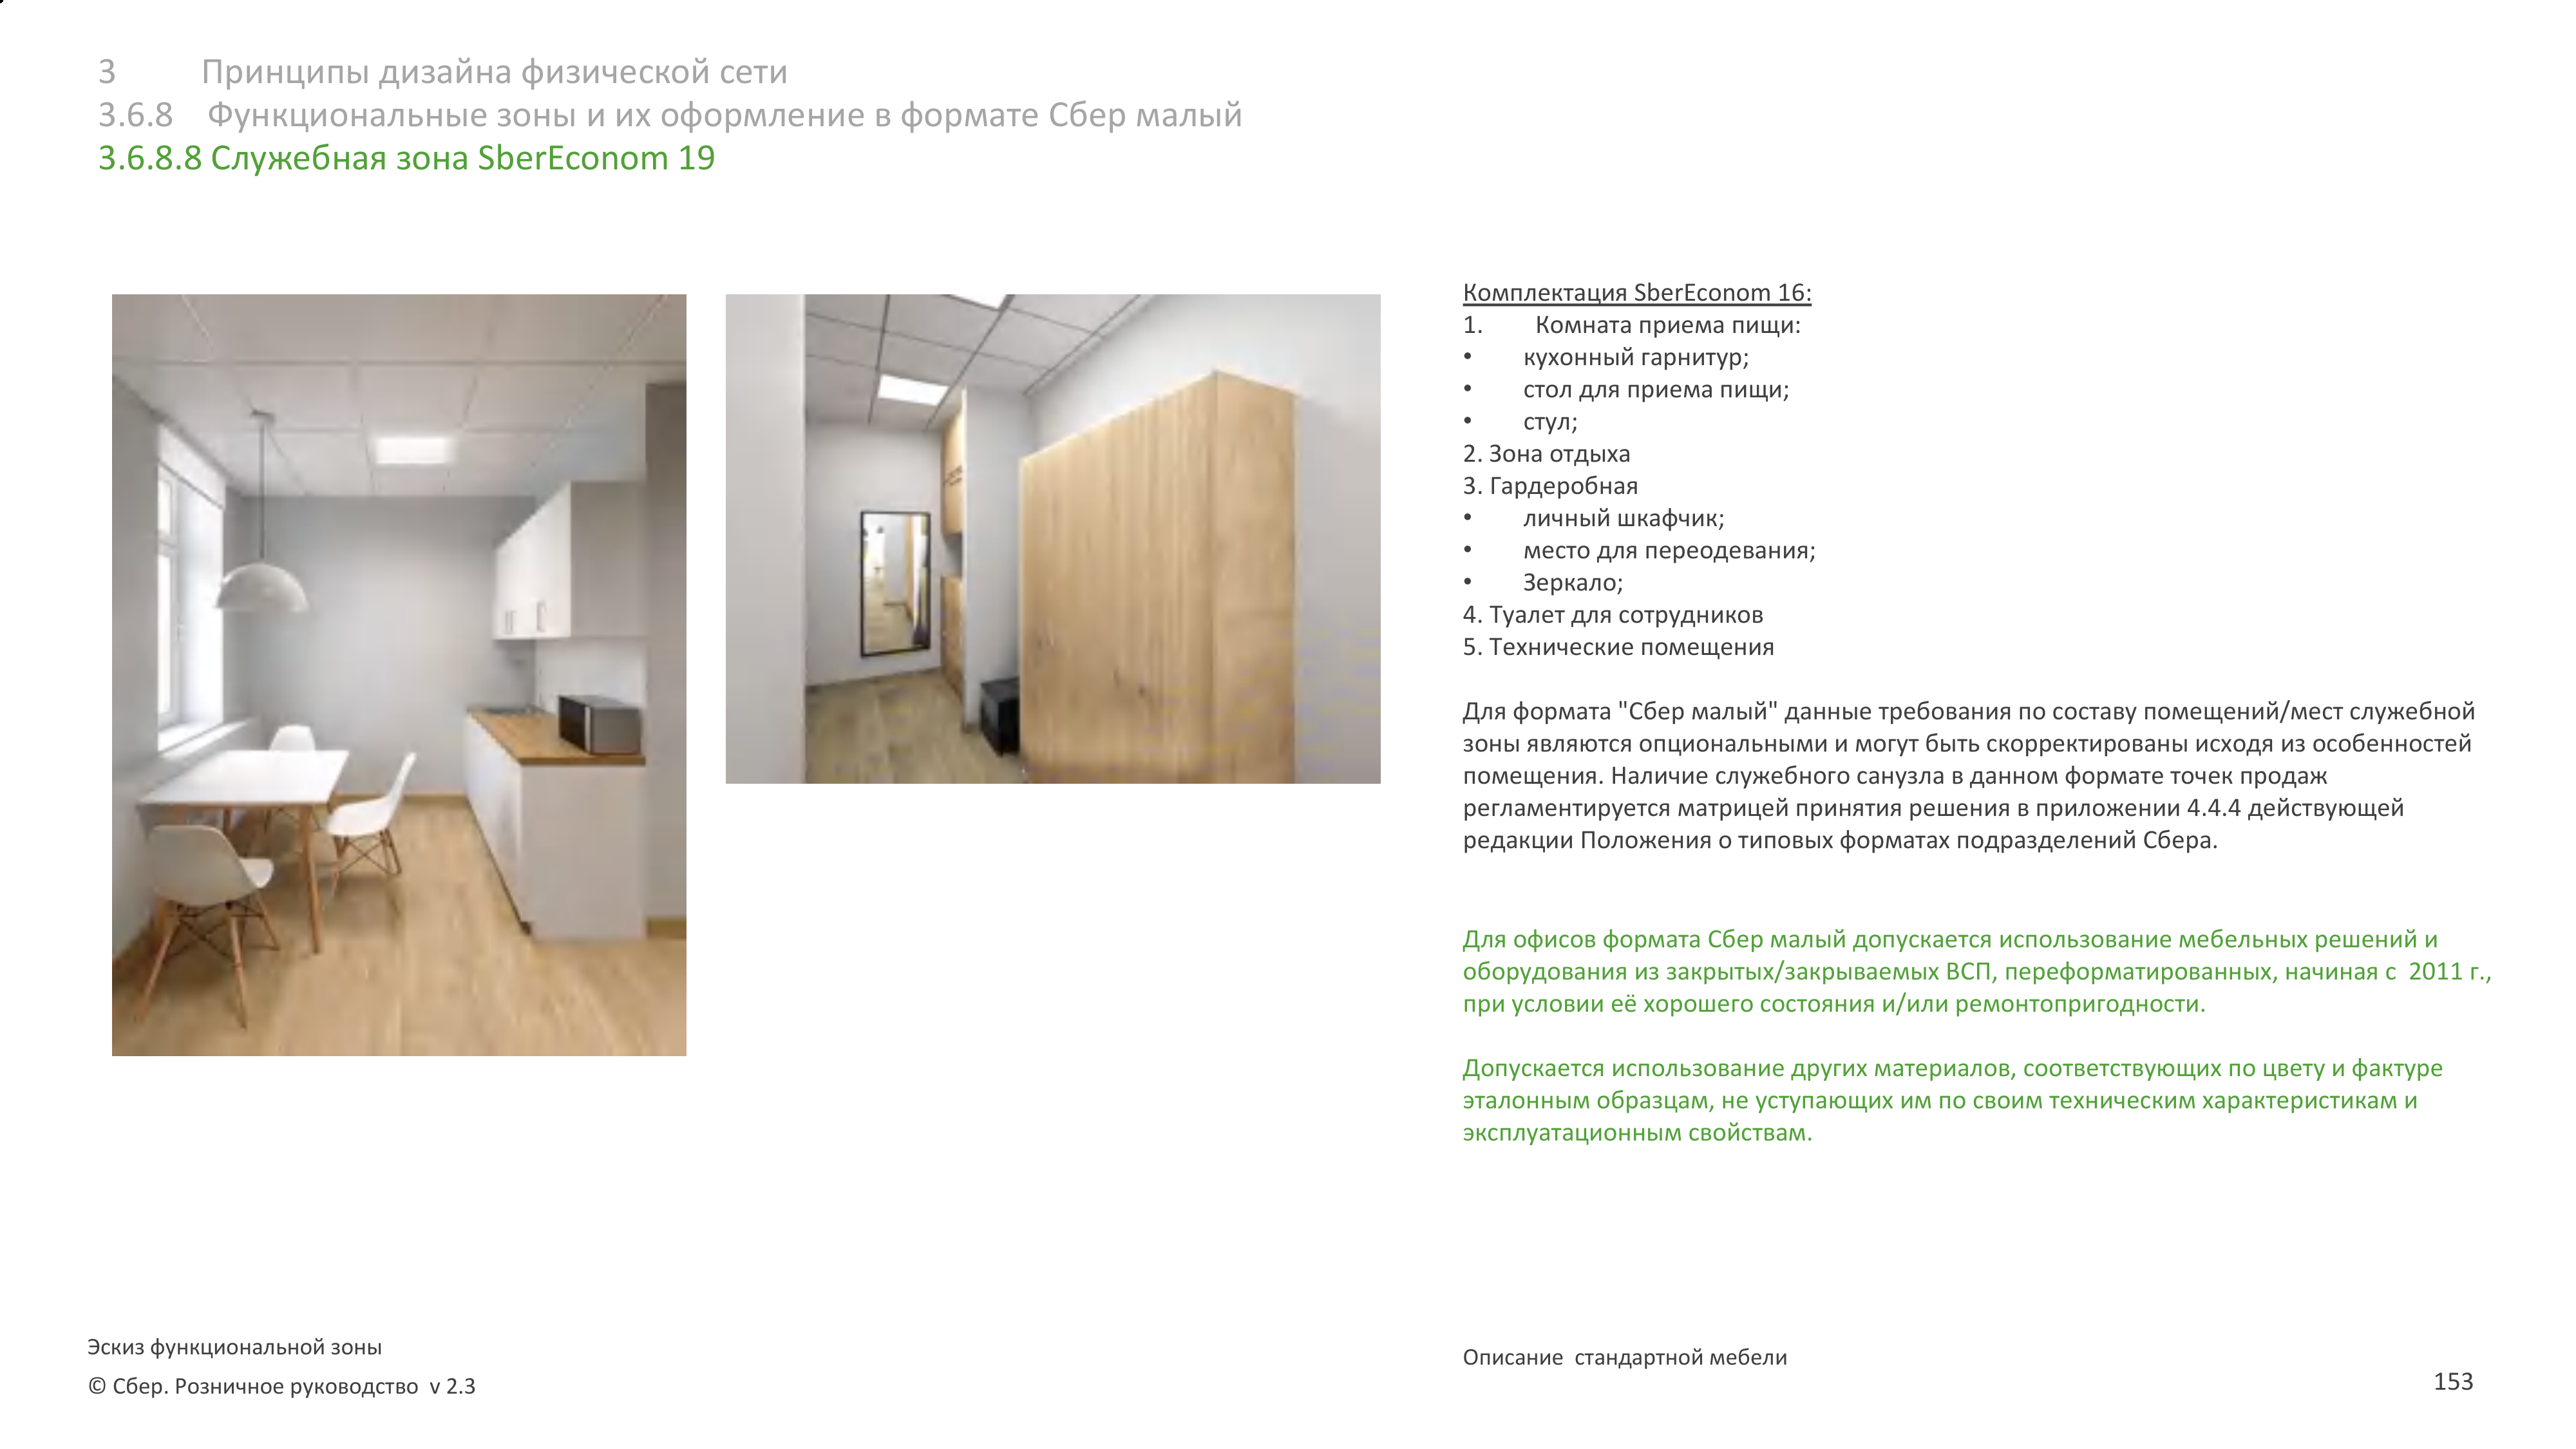 3 Принципы дизайна физической сети
3.6.8 Функциональные зоны и их оформление в формате Сбер малый
3.6.8.8 Служебная зона SberEconom 19
Комплектация SberEconom 16:
1. Комната приема пищи:
• кухонный гарнитур;
• стол для приема пищи;
• стул;
2. Зона отдыха
3. Гардеробная
• личный шкафчик;
• место для переодевания;
• Зеркало;
4. Туалет для сотрудников
5. Технические помещения
Для формата "Сбер малый" данные требования по составу помещений/мест служебной
зоны являются опциональными и могут быть скорректированы исходя из особенностей
помещения. Наличие служебного санузла в данном формате точек продаж
регламентируется матрицей принятия решения в приложении 4.4.4 действующей
редакции Положения о типовых форматах подразделений Сбера.
Для офисов формата Сбер малый допускается использование мебельных решений и
оборудования из закрытых/закрываемых ВСП, переформатированных, начиная с 2011 г.,
при условии её хорошего состояния и/или ремонтопригодности.
Допускается использование других материалов, соответствующих по цвету и фактуре
эталонным образцам, не уступающих им по своим техническим характеристикам и
эксплуатационным свойствам.
Эскиз функциональной зоны
Описание стандартной мебели
© Сбер. Розничное руководство v 2.3
153